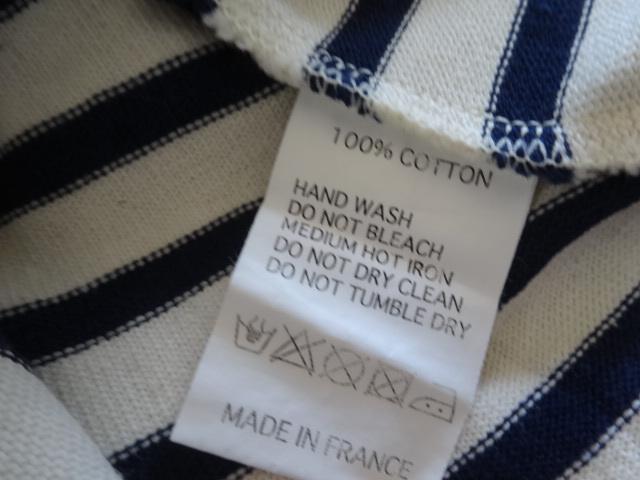 100% COTTON
HAND WASH
DO NOT BLEACH
MEDIUM HOT IRON
DO NOT DRY CLEAN
DO NOT TUMBLE DRY
MADE IN FRANCE